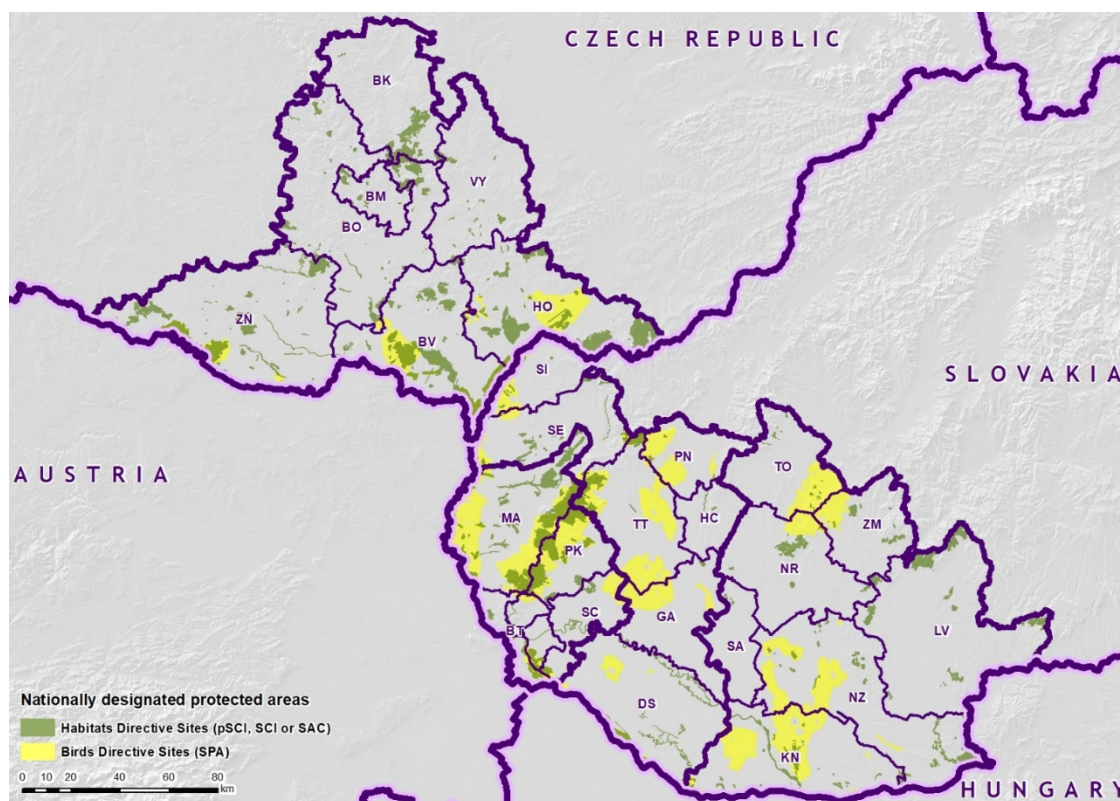 CZECH REPUBLIC
BK
BM
VY
BO
ZN
BV
HO
SI
SLOVAKIA
SE
AUSTRIA
PN
TO
MA
TT
HC
ZM
PK
NR
SC
GA
BT
SA
LV
DS
NZ
KN
Nationally designated protected areas
Habitats Directive Sites (pSCI, SCI or SAC)
Birds Directive Sites (SPA)
0 10 20 40 60 80
km
HUNGAR